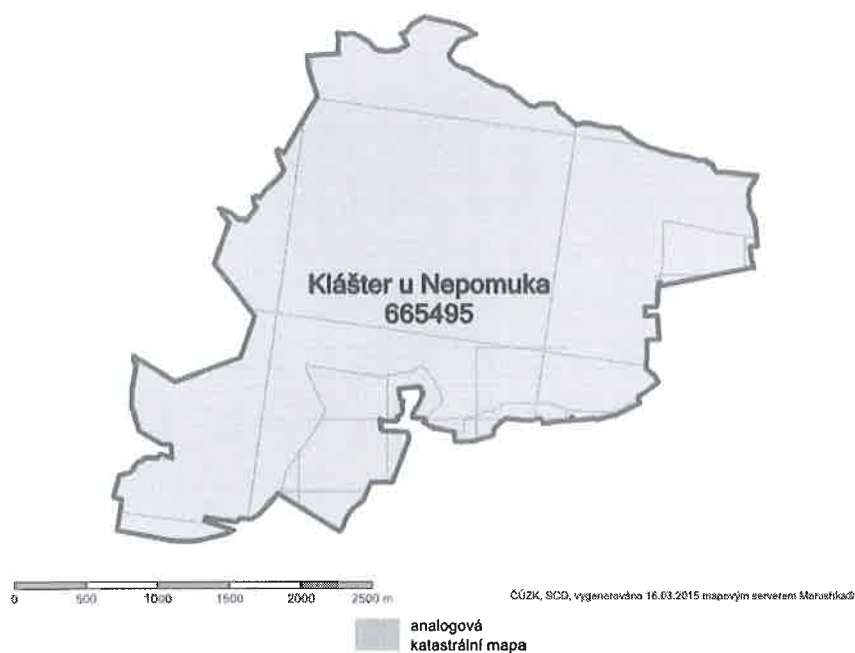 Klášter u Nepomuka
665495
0 500 1000 1500 2000 2500 m
ČÚZK, SCD, vygenerováno 16.03.2015 mapovým serverem Marushka®
analogová
katastrální mapa